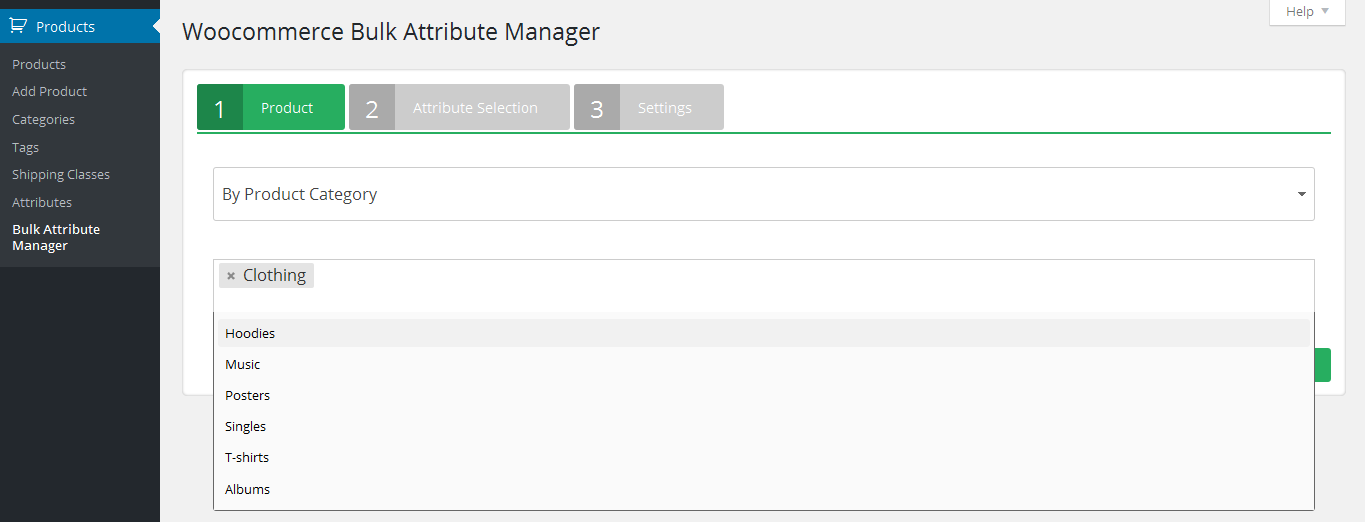 Products
Products
Add Product
Categories
Tags
Shipping Classes
Attributes
Bulk Attribute
Manager
Help
Woocommerce Bulk Attribute Manager
1 Product 2 Attribute Selection 3 Settings
By Product Category
× Clothing
Hoodies
Music
Posters
Singles
T-shirts
Albums